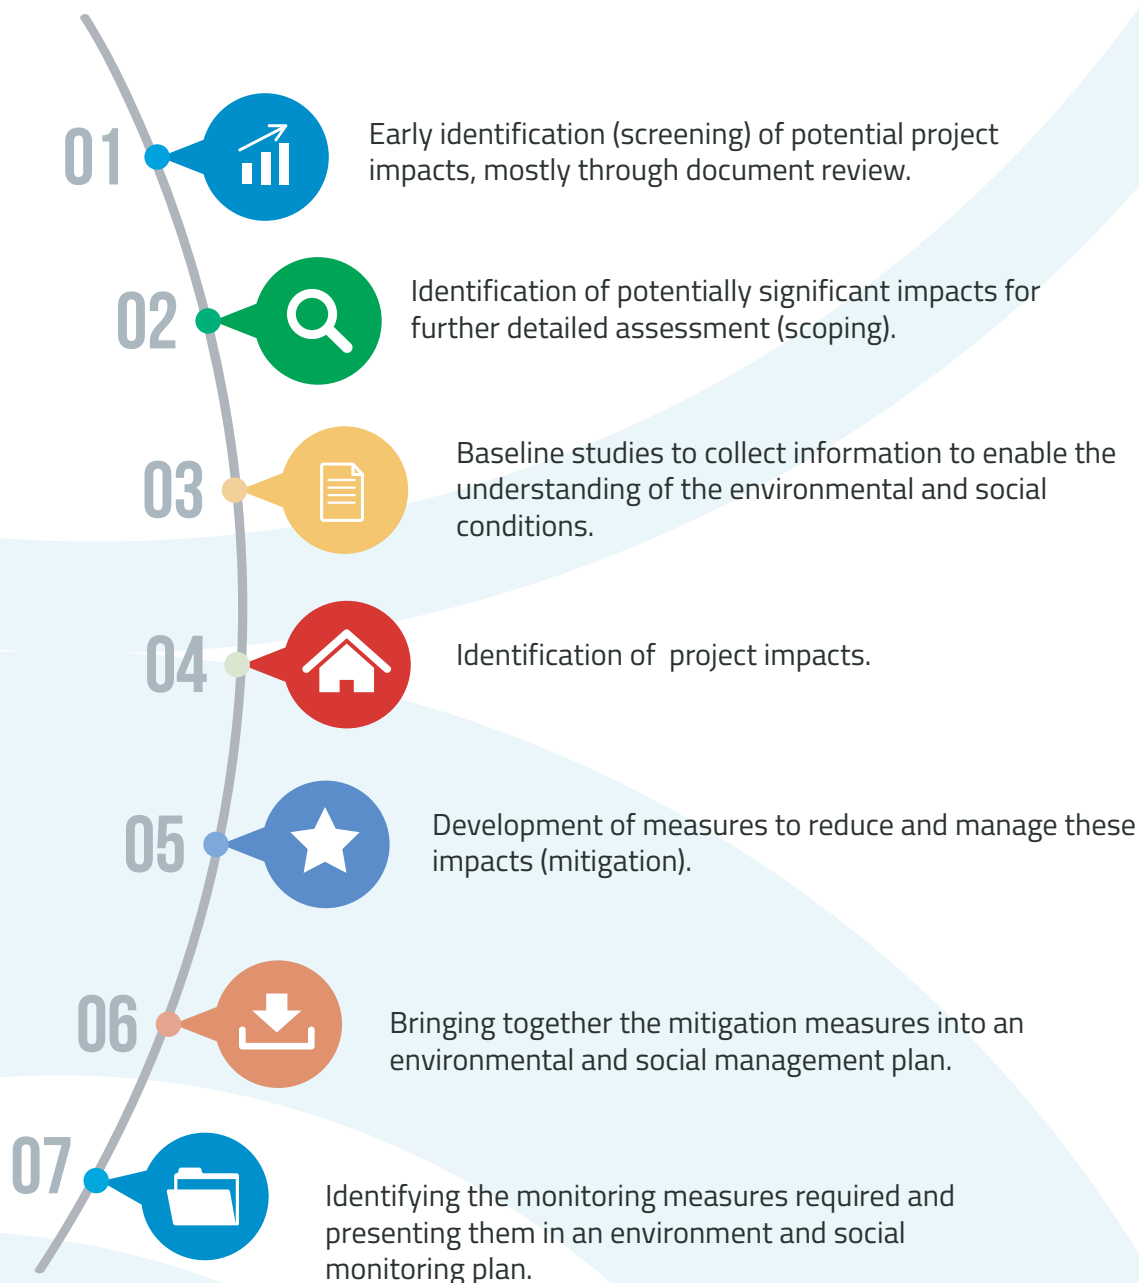 01
Early identification (screening) of potential project
impacts, mostly through document review.
02
Identification of potentially significant impacts for
further detailed assessment (scoping).
03
Baseline studies to collect information to enable the
understanding of the environmental and social
conditions.
04
Identification of project impacts.
05
Development of measures to reduce and manage these
impacts (mitigation).
06
Bringing together the mitigation measures into an
environmental and social management plan.
07
Identifying the monitoring measures required and
presenting them in an environment and social
monitoring plan.